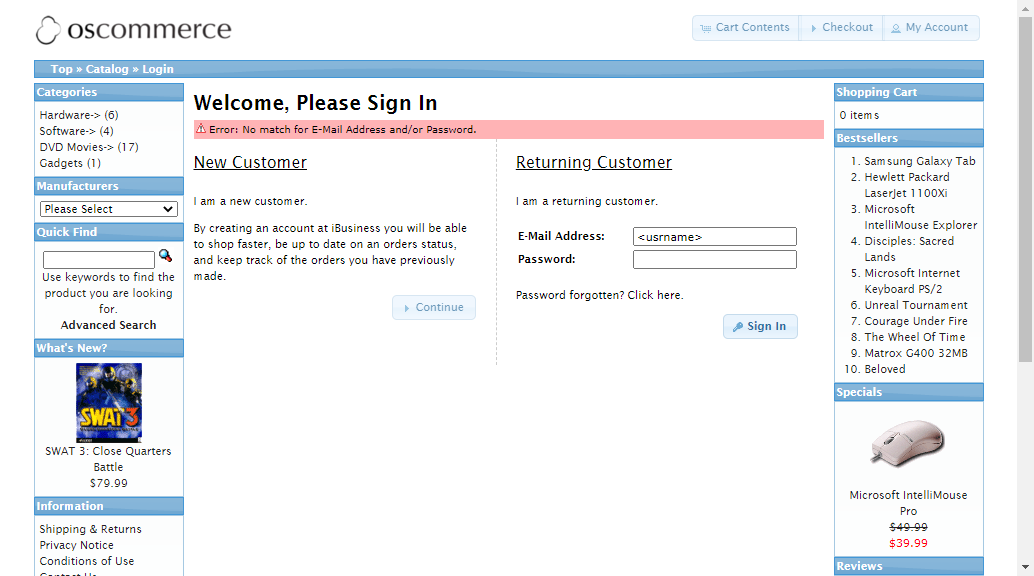 oscommerce
Cart Contents
Checkout
My Account
Top » Catalog » Login
Categories
Hardware-> (6)
Software-> (4)
DVD Movies-> (17)
Gadgets (1)
Manufacturers
Please Select
Quick Find
Use keywords to find the
product you are looking
for.
Advanced Search
What's New?
SWAT 3
SWAT 3: Close Quarters
Battle
$79.99
Information
Shipping & Returns
Privacy Notice
Conditions of Use
Contact Us
Welcome, Please Sign In
Error: No match for E-Mail Address and/or Password.
New Customer
I am a new customer.
By creating an account at iBusiness you will be able
to shop faster, be up to date on an orders status,
and keep track of the orders you have previously
made.
Continue
Returning Customer
I am a returning customer.
E-Mail Address: <usrname>
Password:
Password forgotten? Click here.
Sign In
Shopping Cart
0 items
Bestsellers
1. Samsung Galaxy Tab
2. Hewlett Packard
LaserJet 1100Xi
3. Microsoft
IntelliMouse Explorer
4. Disciples: Sacred
Lands
5. Microsoft Internet
Keyboard PS/2
6. Unreal Tournament
7. Courage Under Fire
8. The Wheel Of Time
9. Matrox G400 32MB
10. Beloved
Specials
Microsoft IntelliMouse
Pro
$49.99
$39.99
Reviews